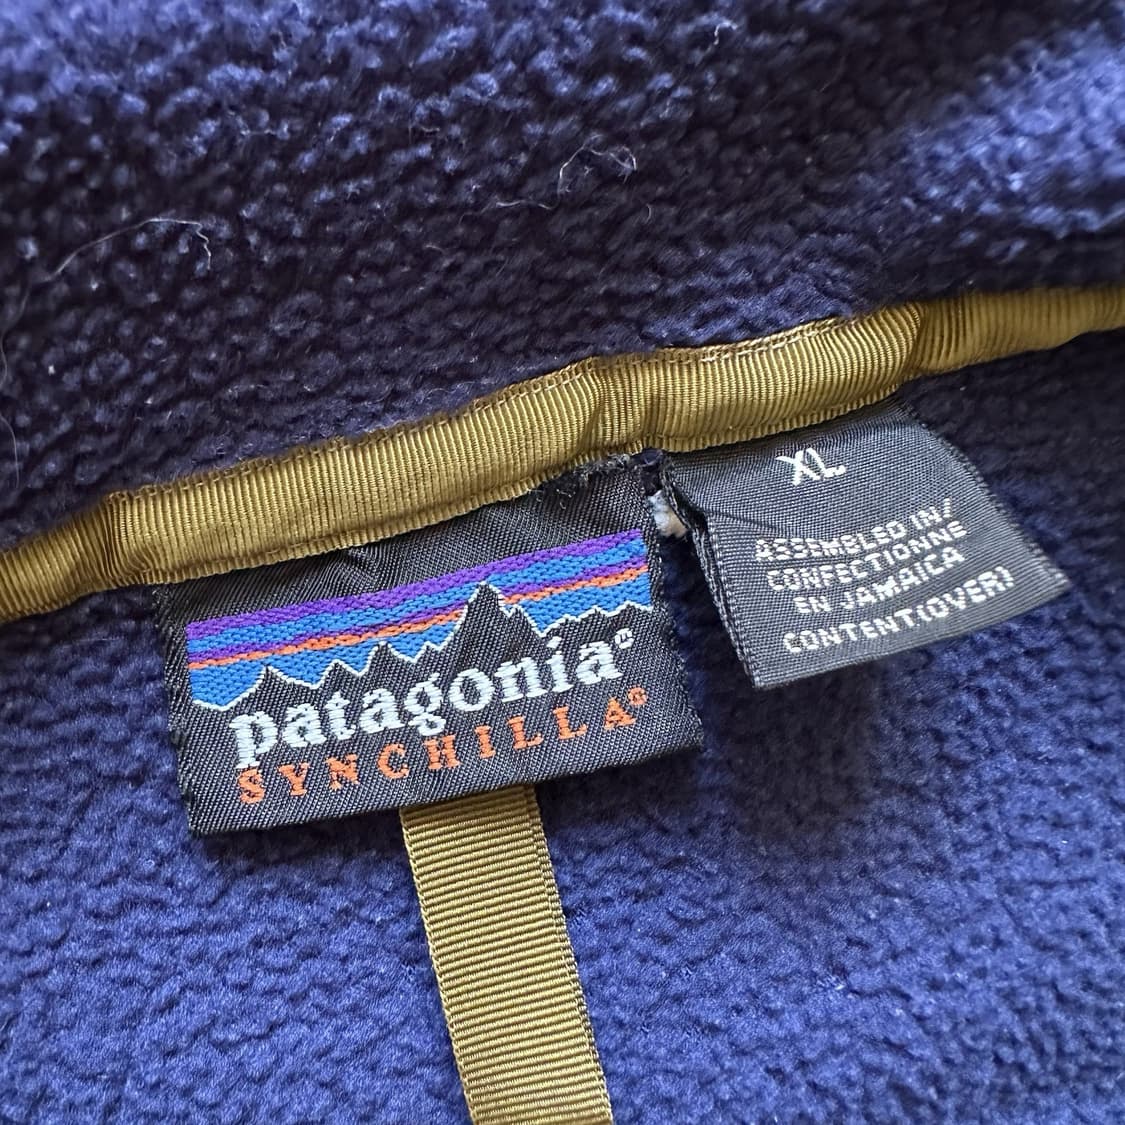 patagonia®
SYNCHILLA®
XL
ASSEMBLED IN/
CONFECTIONNE
EN JAMAICA
CONTENT(OVER)